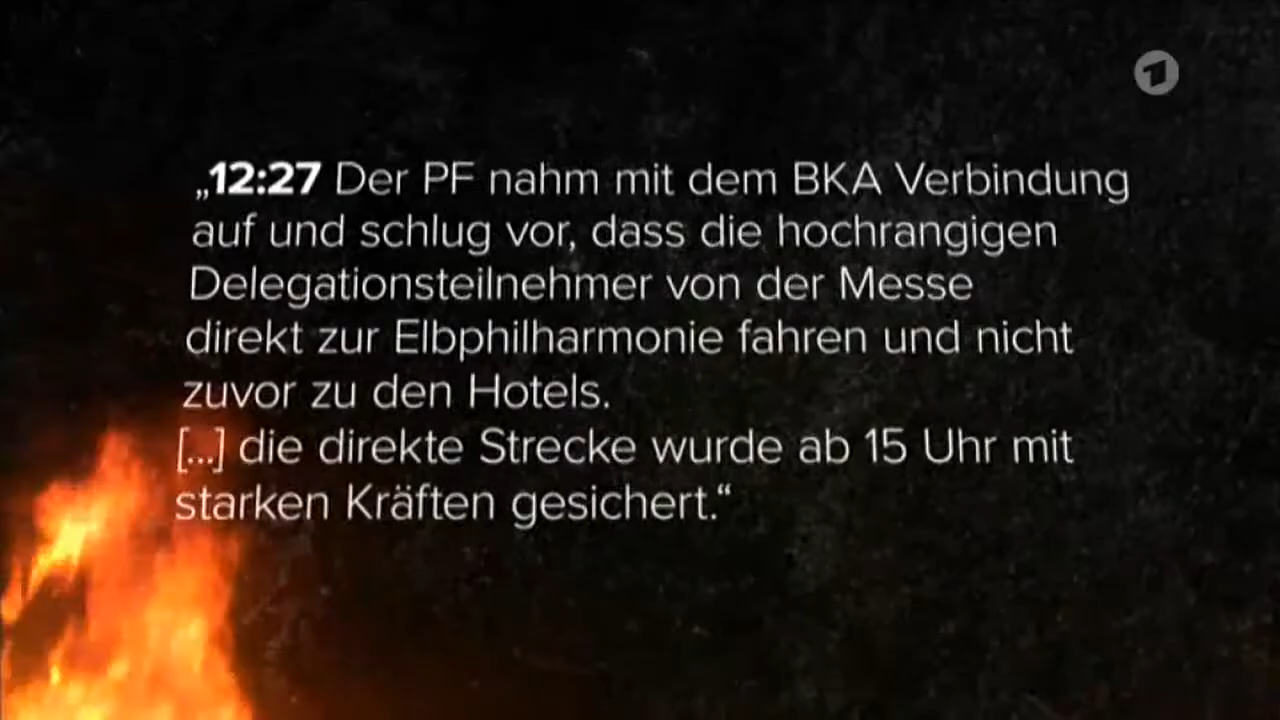 „12:27 Der PF nahm mit dem BKA Verbindung
auf und schlug vor, dass die hochrangigen
Delegationsteilnehmer von der Messe
direkt zur Elbphilharmonie fahren und nicht
zuvor zu den Hotels.
[...] die direkte Strecke wurde ab 15 Uhr mit
starken Kräften gesichert.“
1